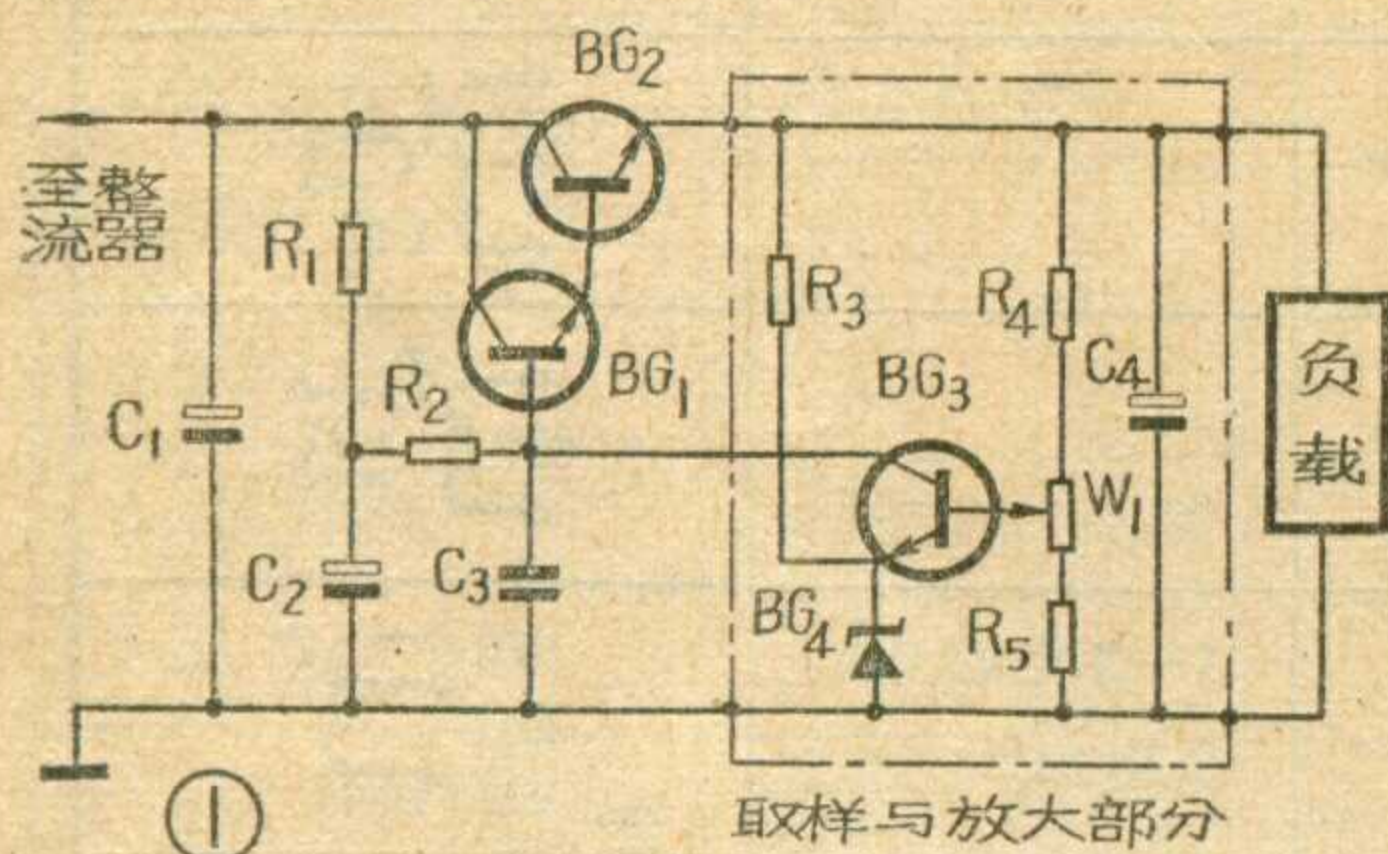 BG₂
至整
流器
R₁
R₃
R₄
BG₁
R₂
BG₃
C₄
负
载
C₁
W₁
C₂
C₃
BG₄
R₅
①
取样与放大部分